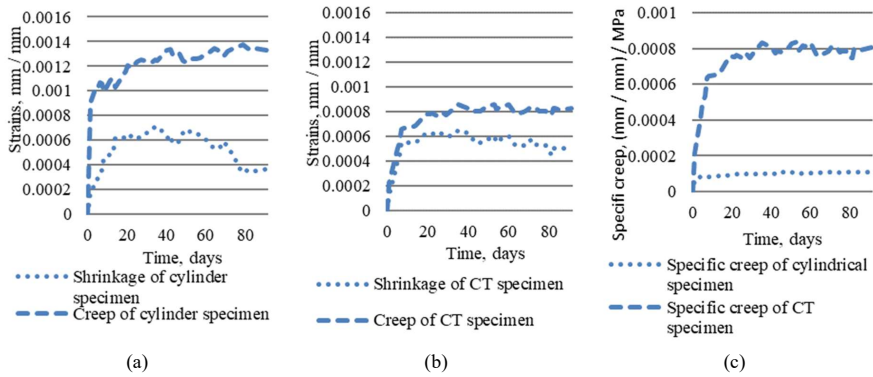 Strains, mm / mm
0.0016
0.0014
0.0012
0.001
0.0008
0.0006
0.0004
0.0002
0
0 20 40 60 80
Time, days
Shrinkage of cylinder
specimen
Creep of cylinder specimen
(a)
Strains, mm / mm
0.0016
0.0014
0.0012
0.001
0.0008
0.0006
0.0004
0.0002
0
0 20 40 60 80
Time, days
Shrinkage of CT specimen
Creep of CT specimen
(b)
Specifi creep, (mm / mm) / MPa
0.001
0.0008
0.0006
0.0004
0.0002
0
0 20 40 60 80
Time, days
Specific creep of cylindrical
specimen
Specific creep of CT
specimen
(c)